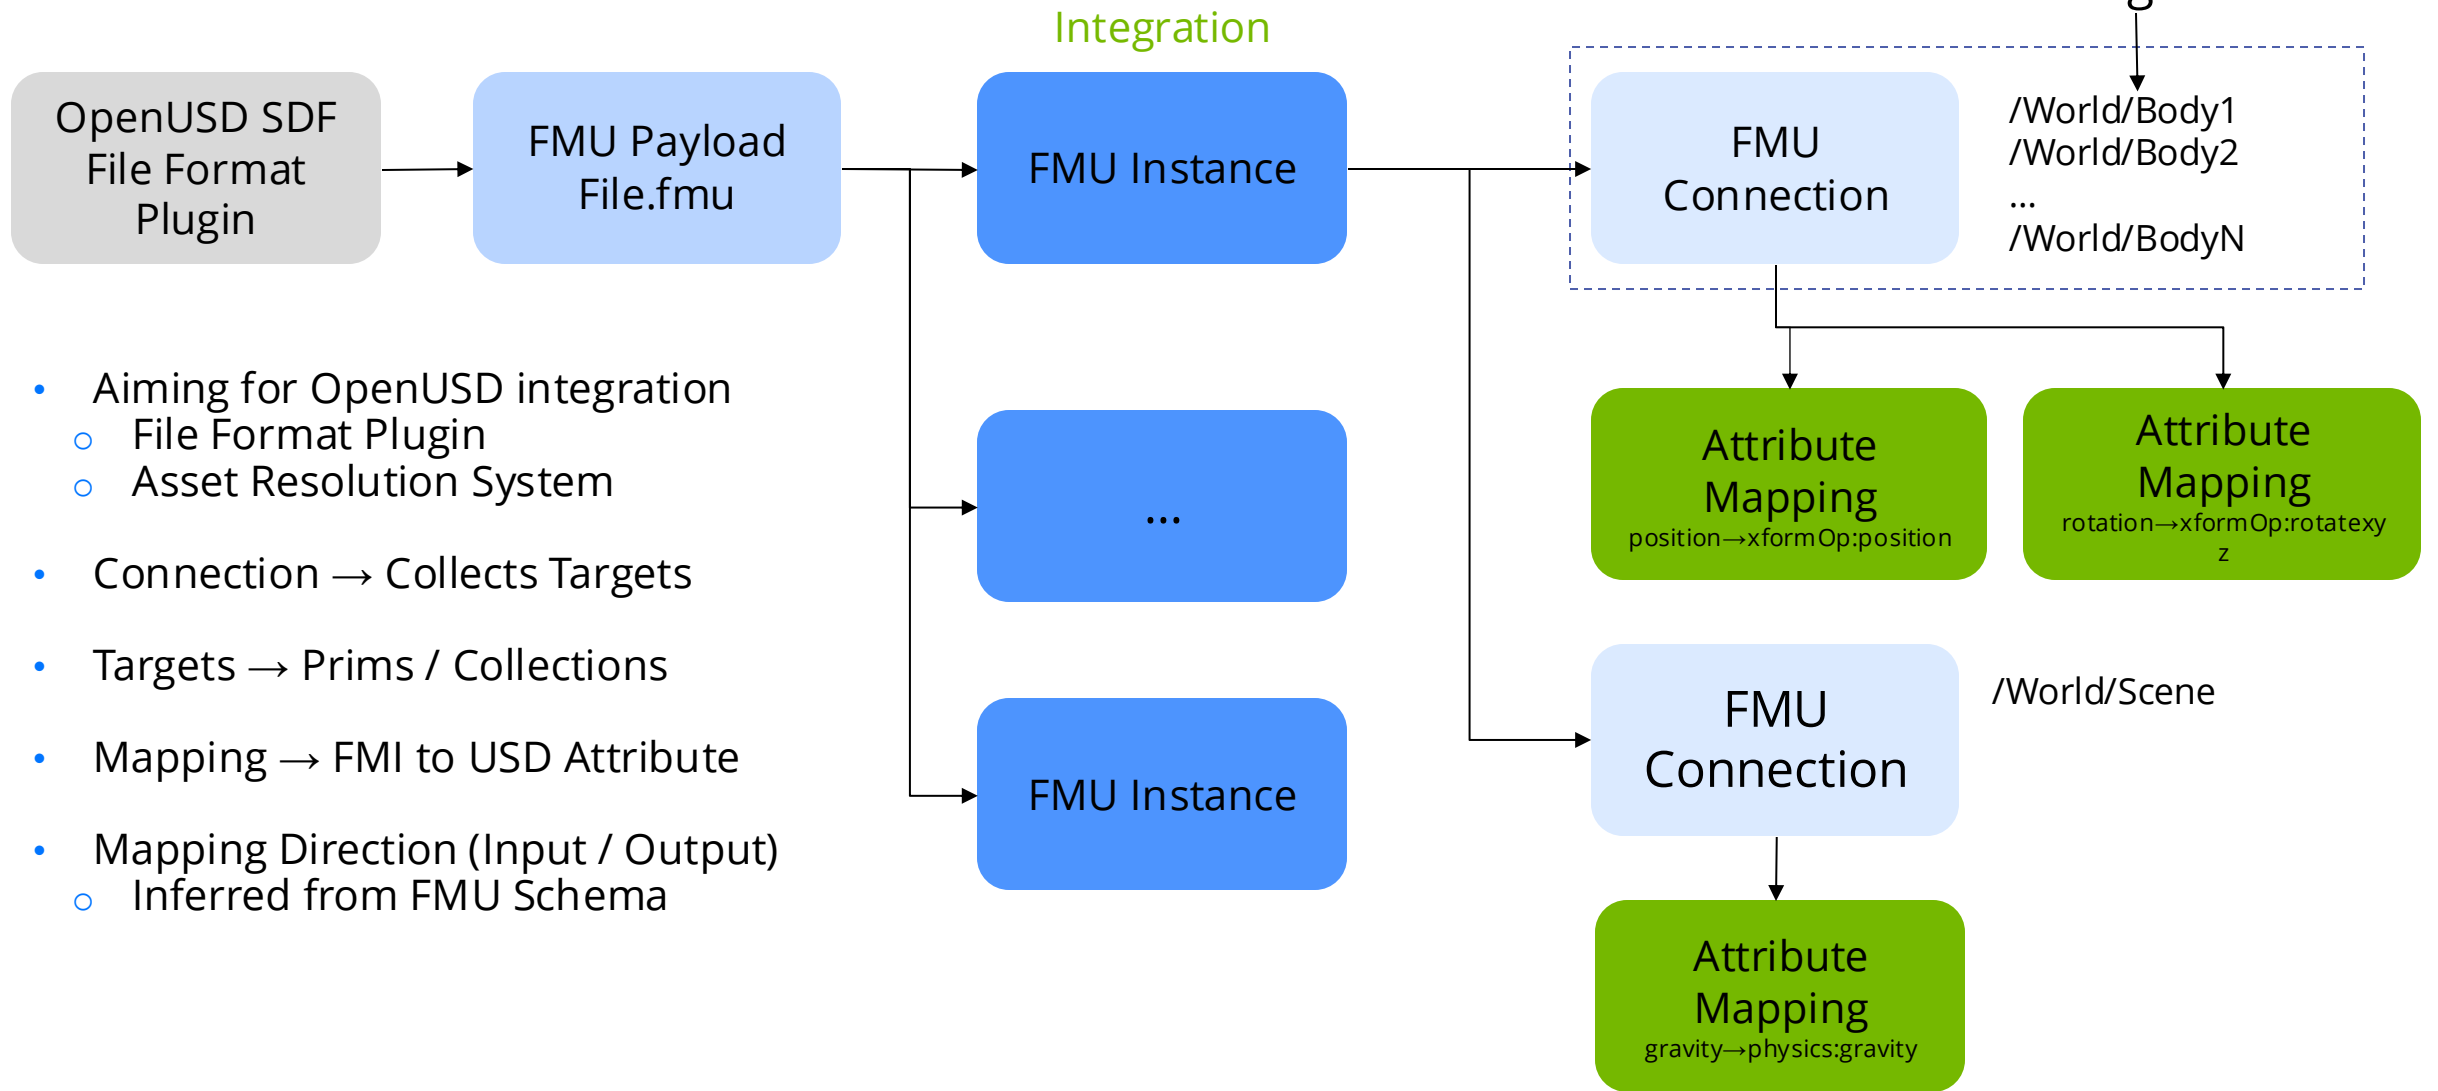 Integration
OpenUSD SDF
File Format
Plugin
FMU Payload
File.fmu
FMU Instance
FMU
Connection
/World/Body1
/World/Body2
...
/World/BodyN
• Aiming for OpenUSD integration
○ File Format Plugin
○ Asset Resolution System
• Connection → Collects Targets
• Targets → Prims / Collections
• Mapping → FMI to USD Attribute
• Mapping Direction (Input / Output)
○ Inferred from FMU Schema
...
FMU Instance
Attribute
Mapping
position→xformOp:position
Attribute
Mapping
rotation→xformOp:rotatexy
z
FMU
Connection
/World/Scene
Attribute
Mapping
gravity→physics:gravity